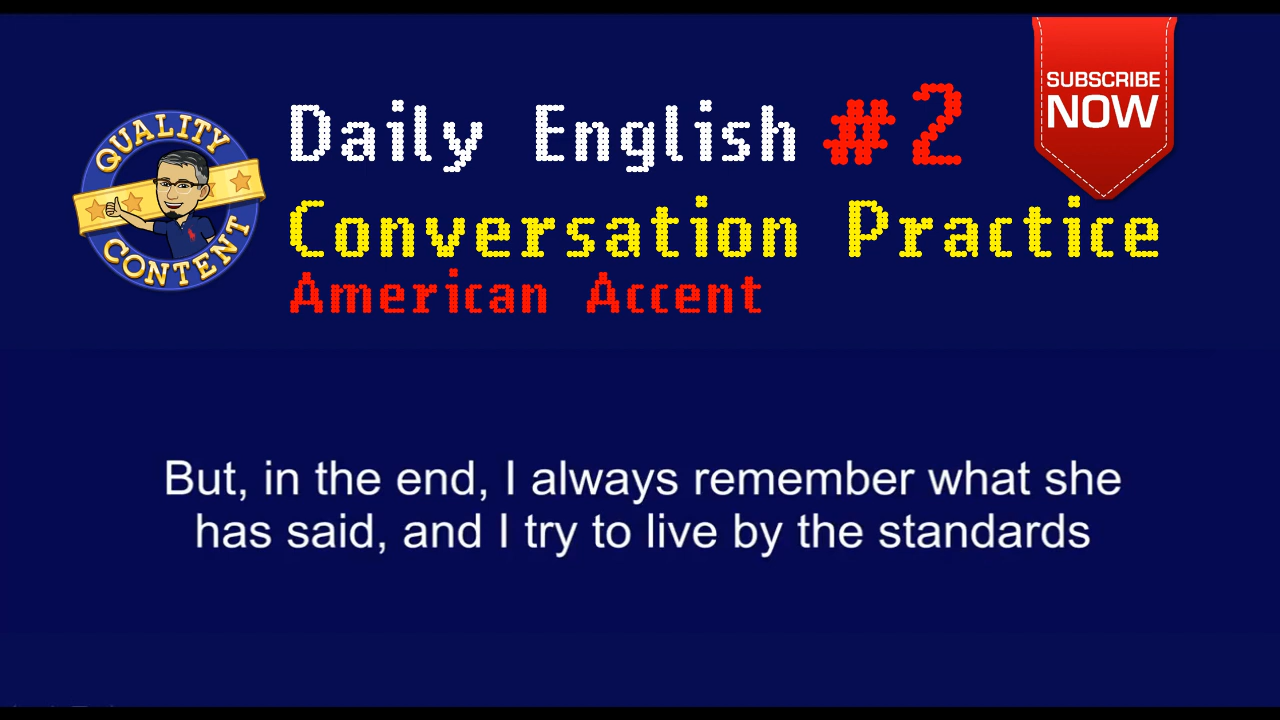 SUBSCRIBE
NOW
QUALITY
CONTENT
Daily English #2
Conversation Practice
American Accent
But, in the end, I always remember what she
has said, and I try to live by the standards